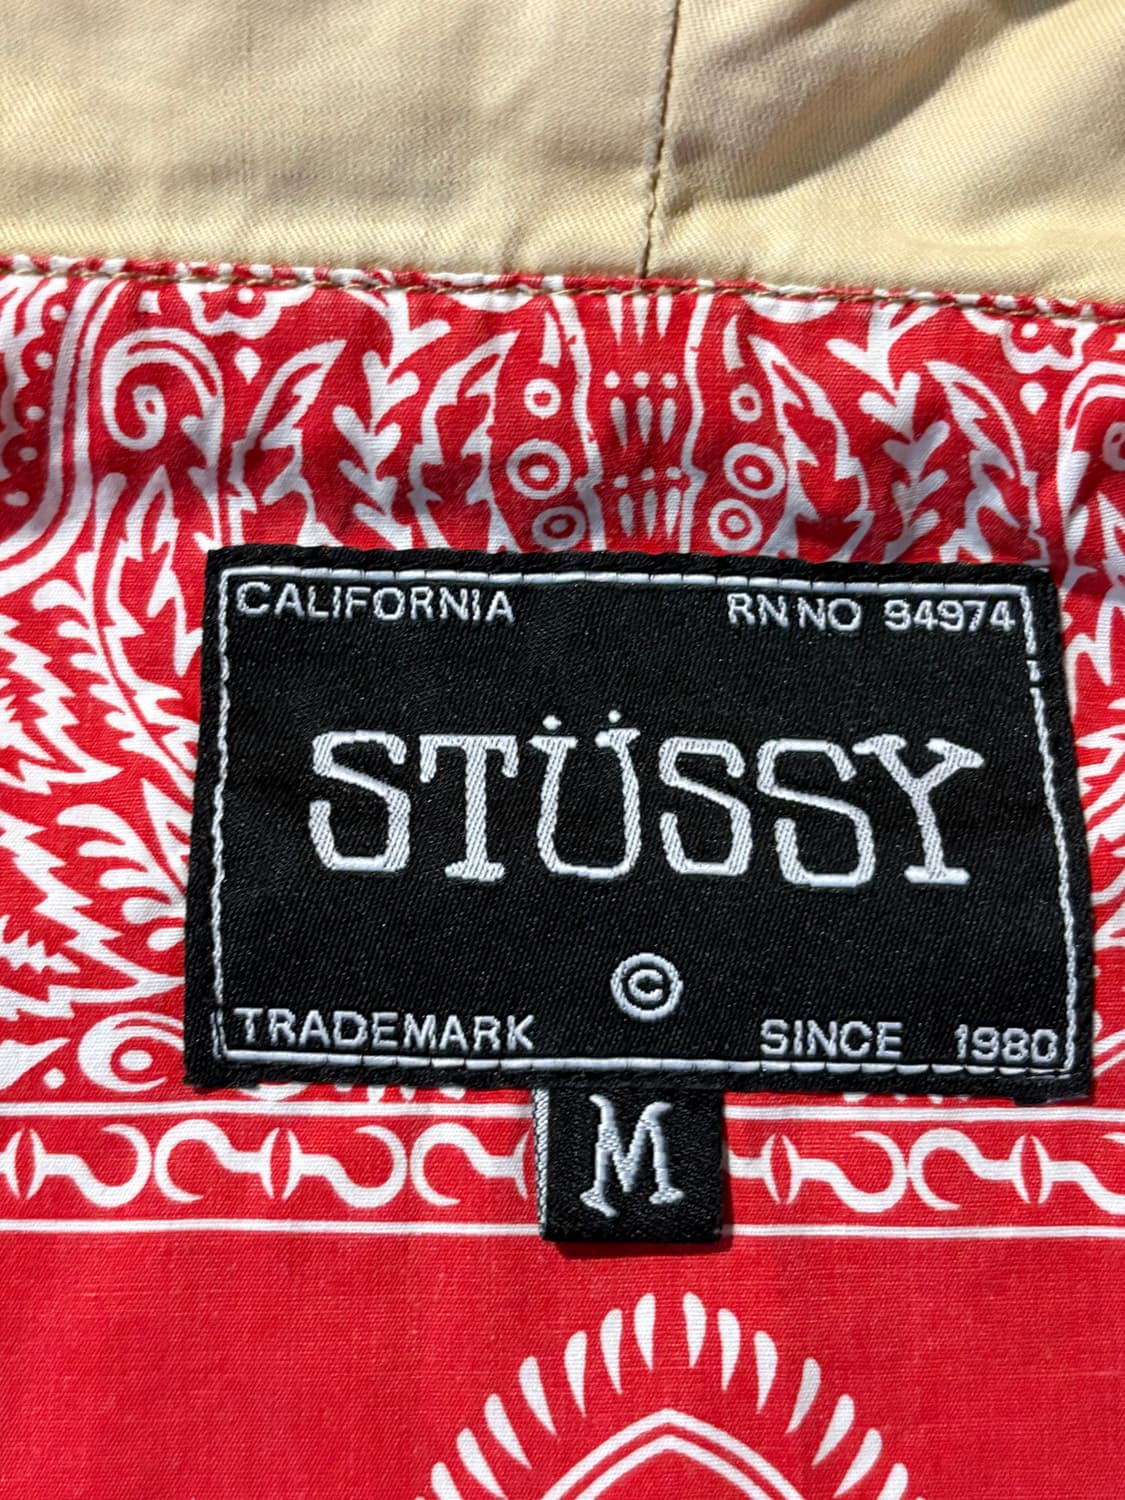 CALIFORNIA RN NO 94974
STÜSSY
©
TRADEMARK SINCE 1980
M